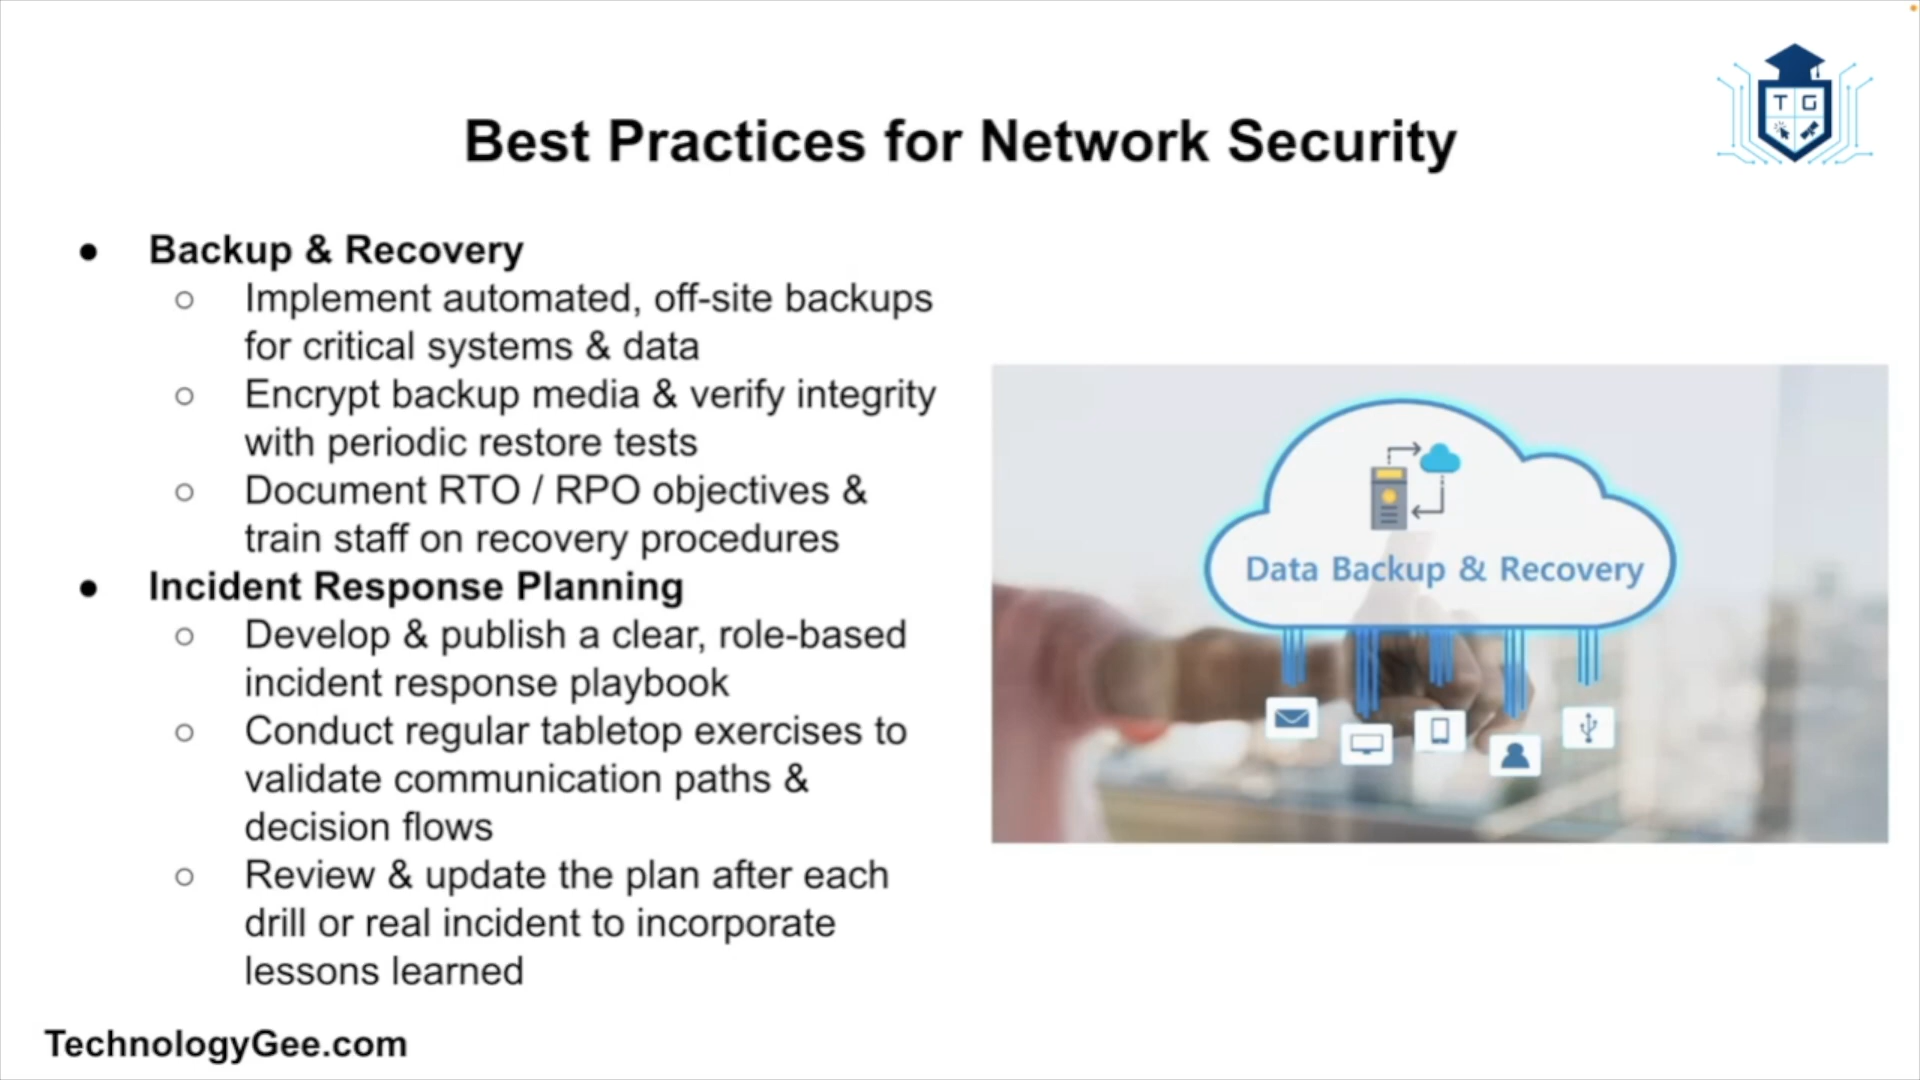 T G
Best Practices for Network Security
● Backup & Recovery
○ Implement automated, off-site backups
for critical systems & data
○ Encrypt backup media & verify integrity
with periodic restore tests
○ Document RTO / RPO objectives &
train staff on recovery procedures
● Incident Response Planning
○ Develop & publish a clear, role-based
incident response playbook
○ Conduct regular tabletop exercises to
validate communication paths &
decision flows
○ Review & update the plan after each
drill or real incident to incorporate
lessons learned
Data Backup & Recovery
TechnologyGee.com